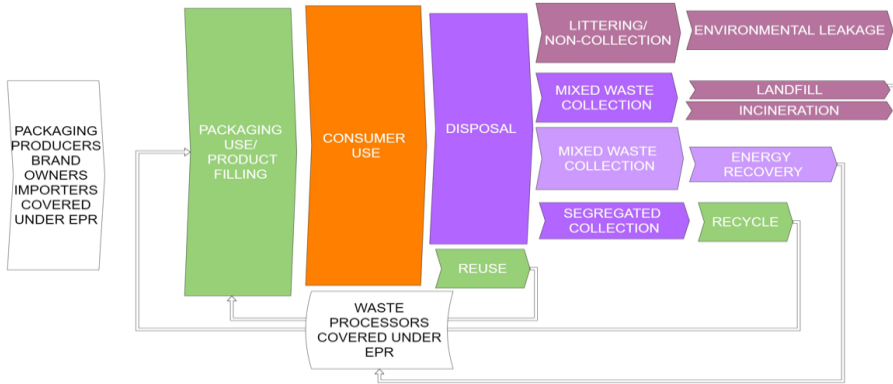 PACKAGING
PRODUCERS
BRAND
OWNERS
IMPORTERS
COVERED
UNDER EPR
PACKAGING
USE/
PRODUCT
FILLING
CONSUMER
USE
DISPOSAL
LITTERING/
NON-COLLECTION
ENVIRONMENTAL LEAKAGE
MIXED WASTE
COLLECTION
LANDFILL
INCINERATION
MIXED WASTE
COLLECTION
ENERGY
RECOVERY
SEGREGATED
COLLECTION
RECYCLE
REUSE
WASTE
PROCESSORS
COVERED UNDER
EPR